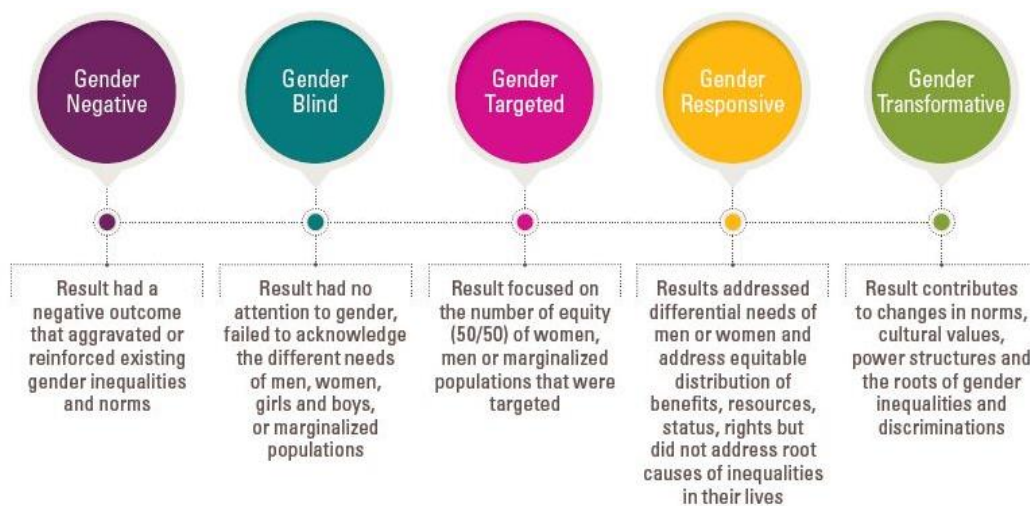 Gender
Negative
Gender
Blind
Gender
Targeted
Gender
Responsive
Gender
Transformative
Result had a
negative outcome
that aggravated or
reinforced existing
gender inequalities
and norms
Result had no
attention to gender,
failed to acknowledge
the different needs
of men, women,
girls and boys,
or marginalized
populations
Result focused on
the number of equity
(50/50) of women,
men or marginalized
populations that were
targeted
Results addressed
differential needs of
men or women and
address equitable
distribution of
benefits, resources,
status, rights but
did not address root
causes of inequalities
in their lives
Result contributes
to changes in norms,
cultural values,
power structures and
the roots of gender
inequalities and
discriminations